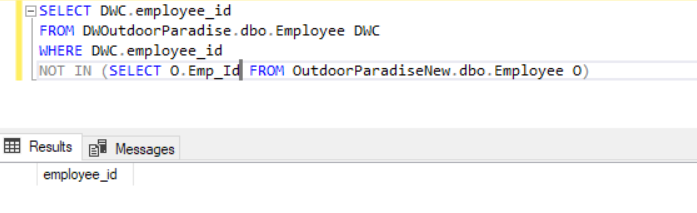 SELECT DWC.employee_id
FROM DWOutdoorParadise.dbo.Employee DWC
WHERE DWC.employee_id
NOT IN (SELECT O.Emp_Id FROM OutdoorParadiseNew.dbo.Employee O)
Results Messages
employee_id